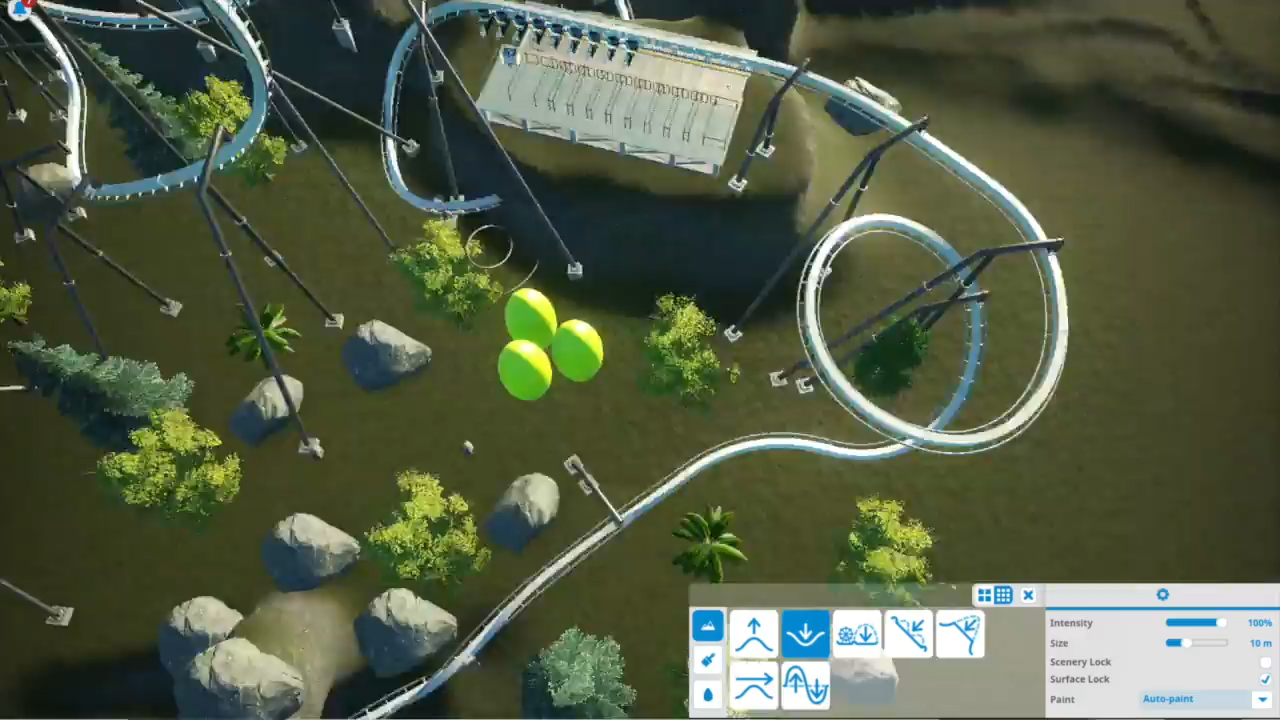 Intensity 100%
Size 10 m
Scenery Lock
Surface Lock
Paint Auto-paint